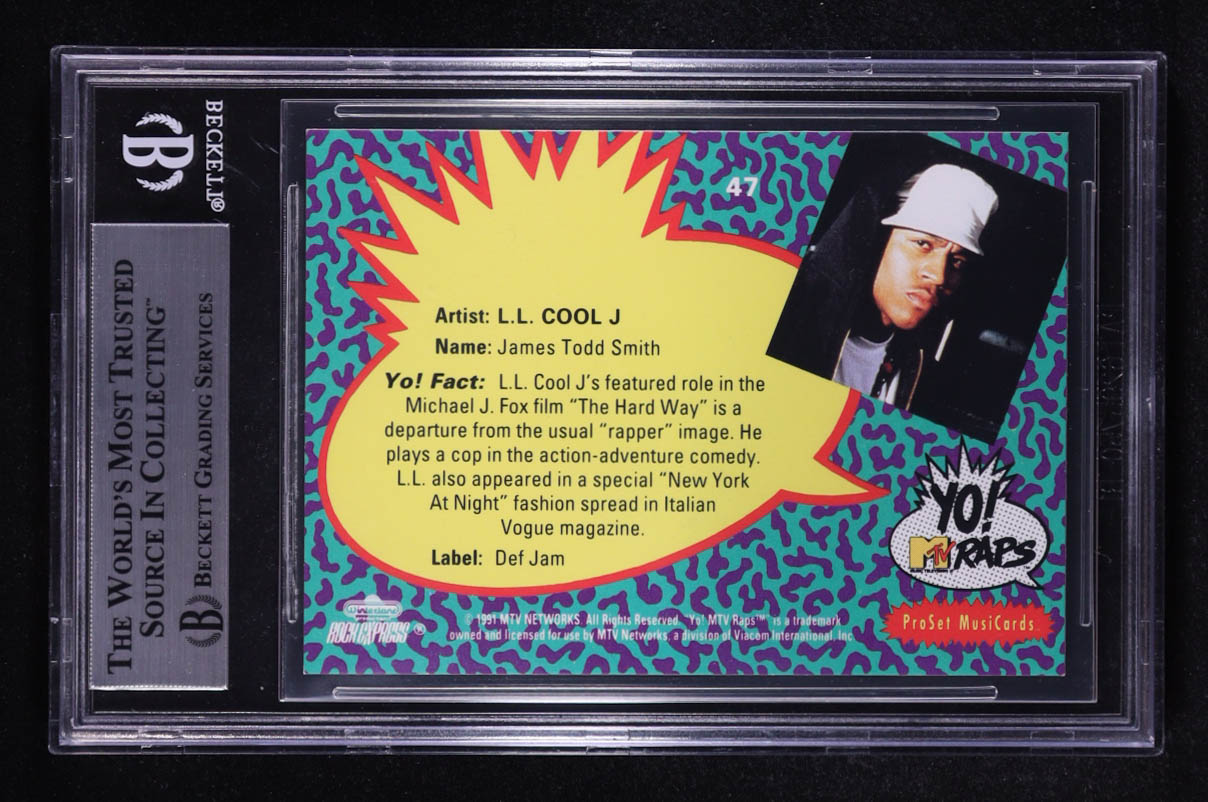 BECKETT®
B
THE WORLD'S MOST TRUSTED
SOURCE IN COLLECTING™
B BECKETT GRADING SERVICES
47
Artist: L.L. COOL J
Name: James Todd Smith
Yo! Fact: L.L. Cool J's featured role in the
Michael J. Fox film "The Hard Way" is a
departure from the usual "rapper" image. He
plays a cop in the action-adventure comedy.
L.L. also appeared in a special "New York
At Night" fashion spread in Italian
Vogue magazine.
Label: Def Jam
YO!
MTV RAPS
MUSIC TELEVISION
ProSet MusiCards
Winterland
ROCK EXPRESS ®
© 1991 MTV NETWORKS. All Rights Reserved. "Yo! MTV Raps™" is a trademark
owned and licensed for use by MTV Networks, a division of Viacom International, Inc.